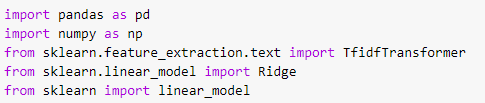 import pandas as pd
import numpy as np
from sklearn.feature_extraction.text import TfidfTransformer
from sklearn.linear_model import Ridge
from sklearn import linear_model